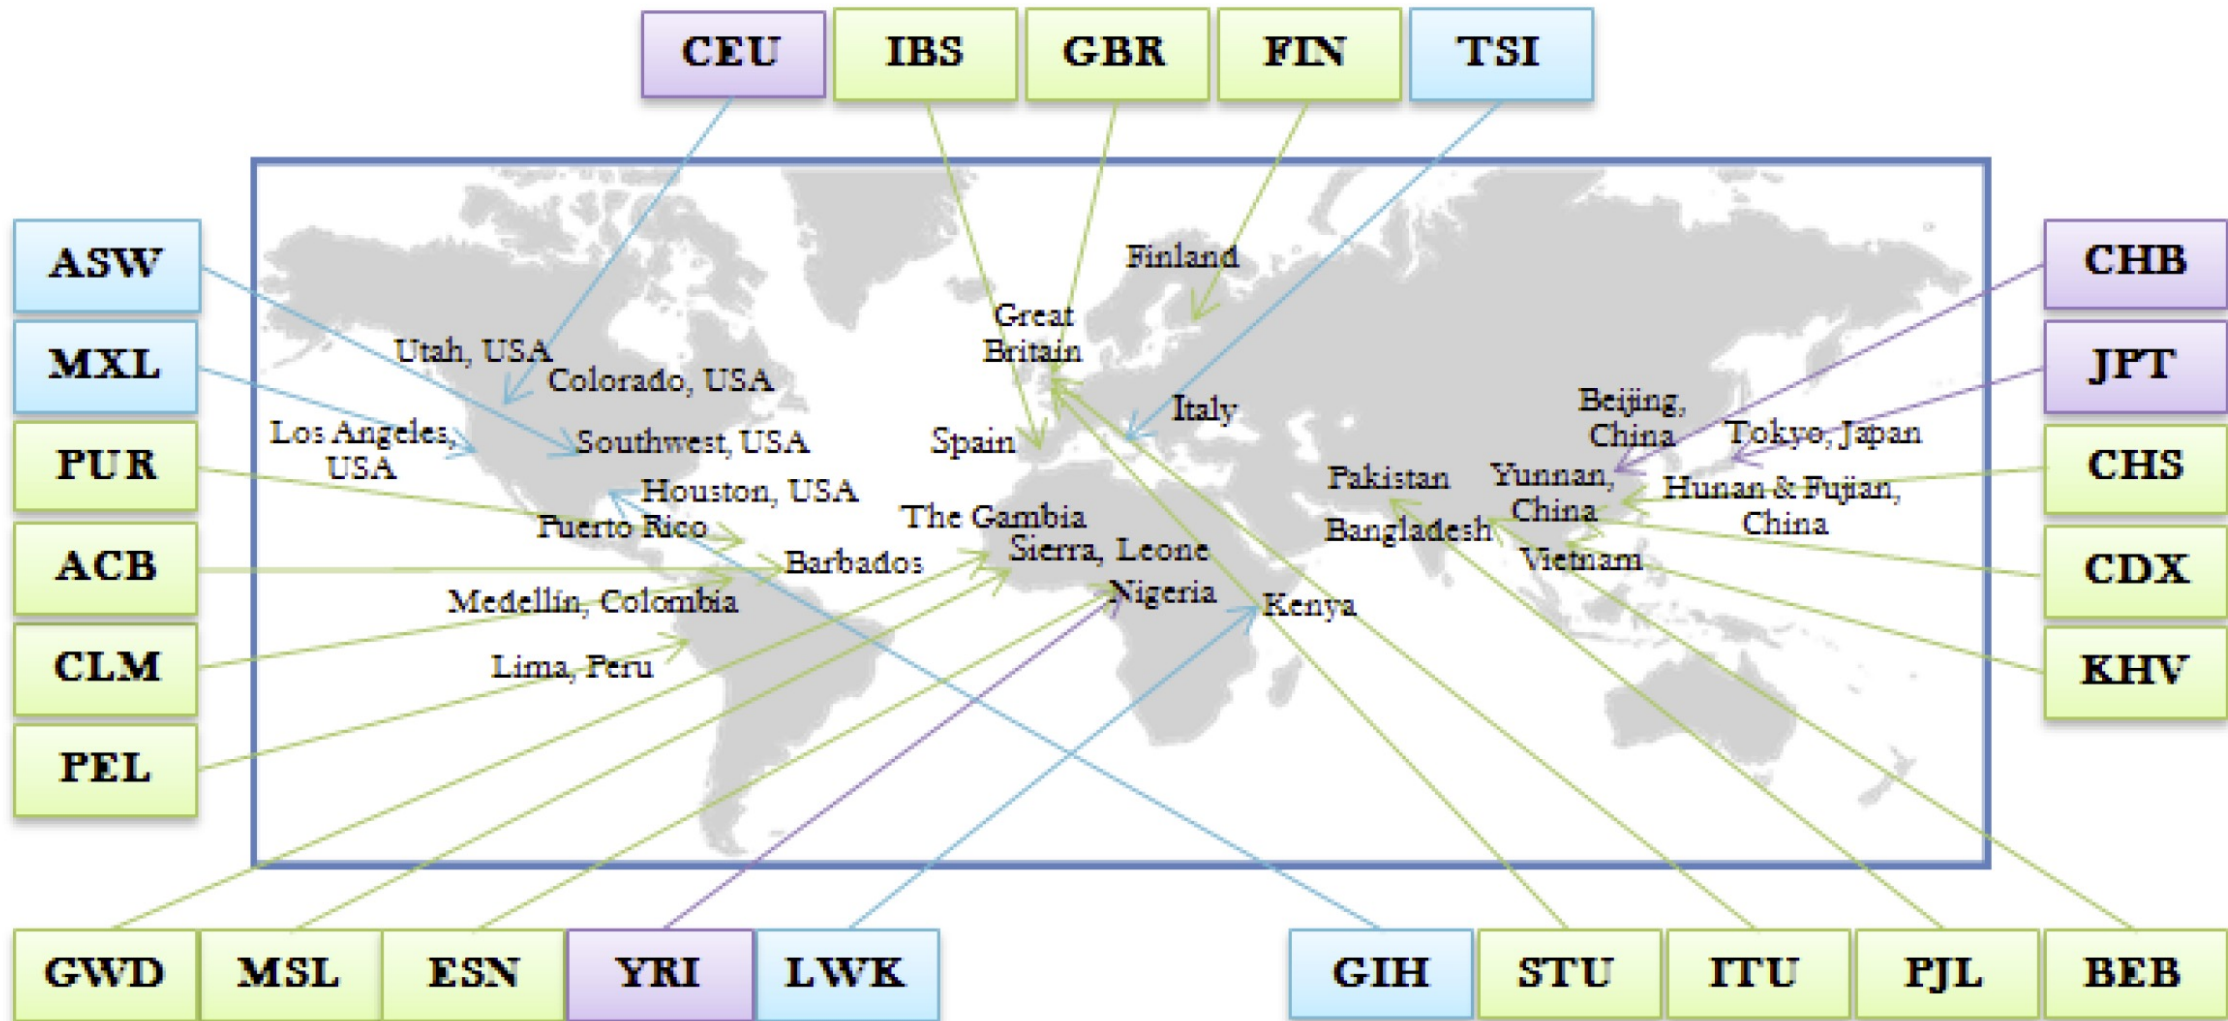 CEU IBS GBR FIN TSI
ASW
MXL
PUR
ACB
CLM
PEL
CHB
JPT
CHS
CDX
KHV
Finland
Great
Britain
Utah, USA
Colorado, USA
Italy
Beijing,
China
Los Angeles,
USA
Southwest, USA
Spain
Tokyo, Japan
Houston, USA
Pakistan
Yunnan,
China
Hunan & Fujian,
China
Puerto Rico
The Gambia
Bangladesh
Sierra, Leone
Barbados
Vietnam
Medellín, Colombia
Nigeria
Kenya
Lima, Peru
GWD MSL ESN YRI LWK GIH STU ITU PJL BEB